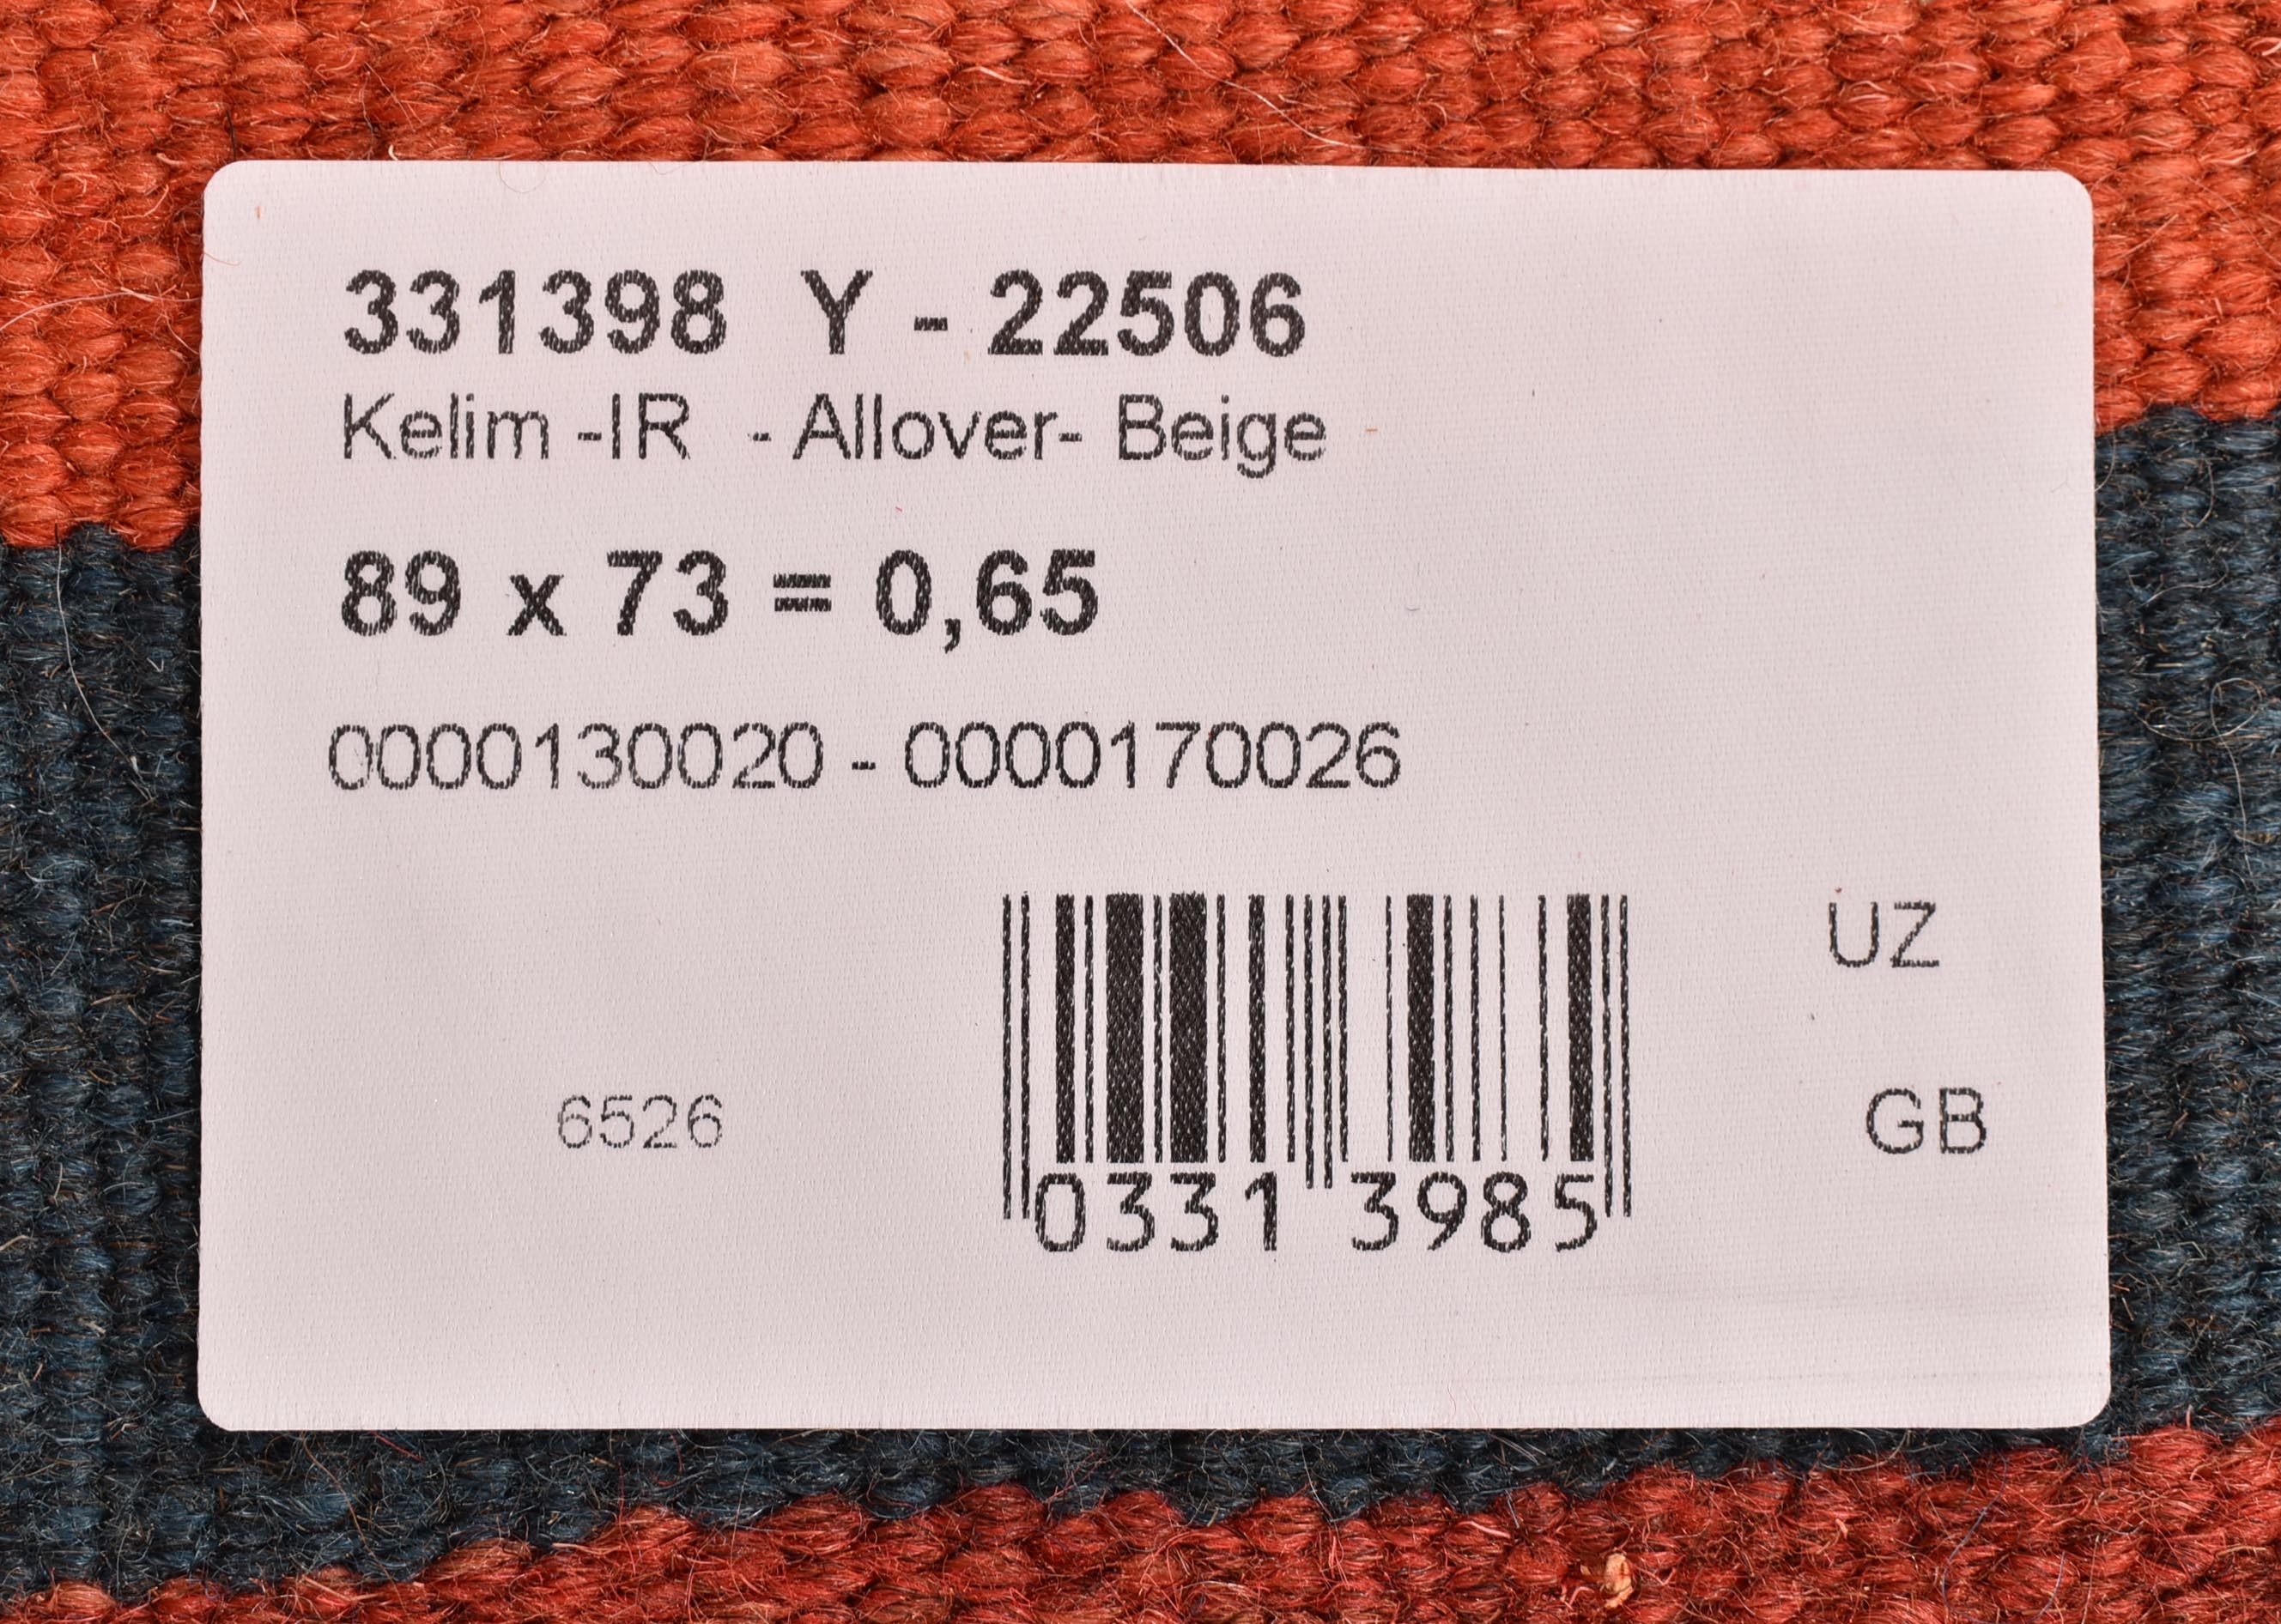 331398 Y - 22506
Kelim -IR - Allover- Beige
89 x 73 = 0,65
0000130020 - 0000170026
UZ
6526
GB
0331 3985